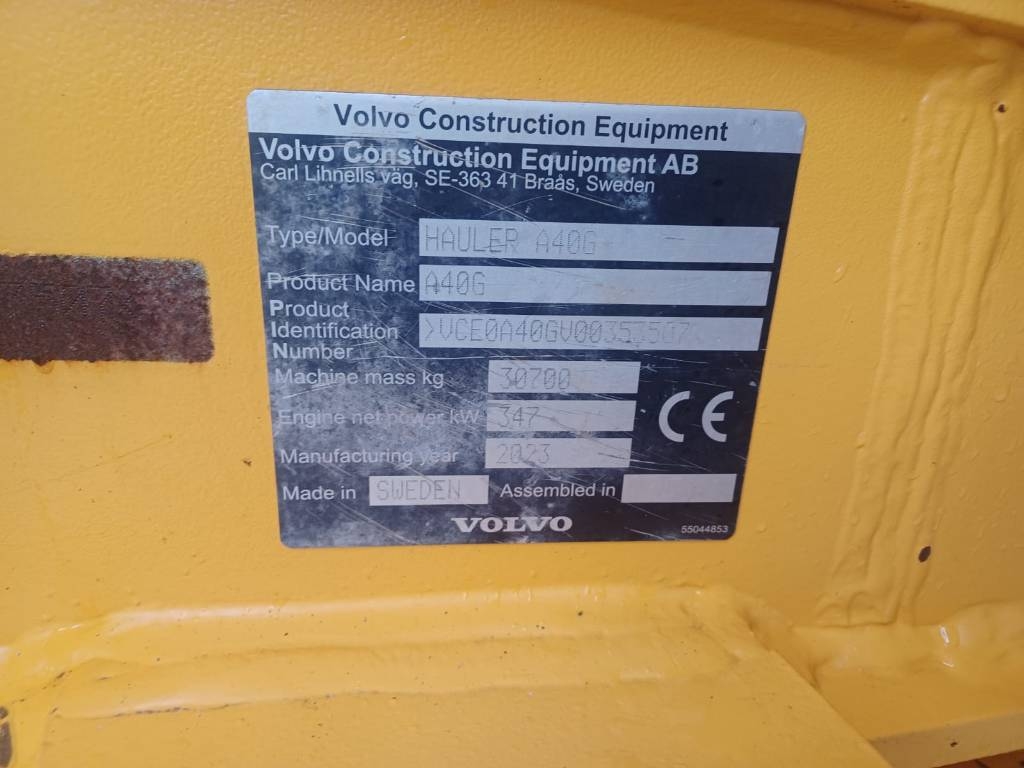 Volvo Construction Equipment
Volvo Construction Equipment AB
Carl Lihnells väg, SE-363 41 Braås, Sweden
Type/Model HAULER A40G
Product Name A40G
Product
Identification
Number
Machine mass kg 30700
Engine net power kW 347
Manufacturing year 2023
CE
Made in SWEDEN Assembled in
VOLVO
55044853